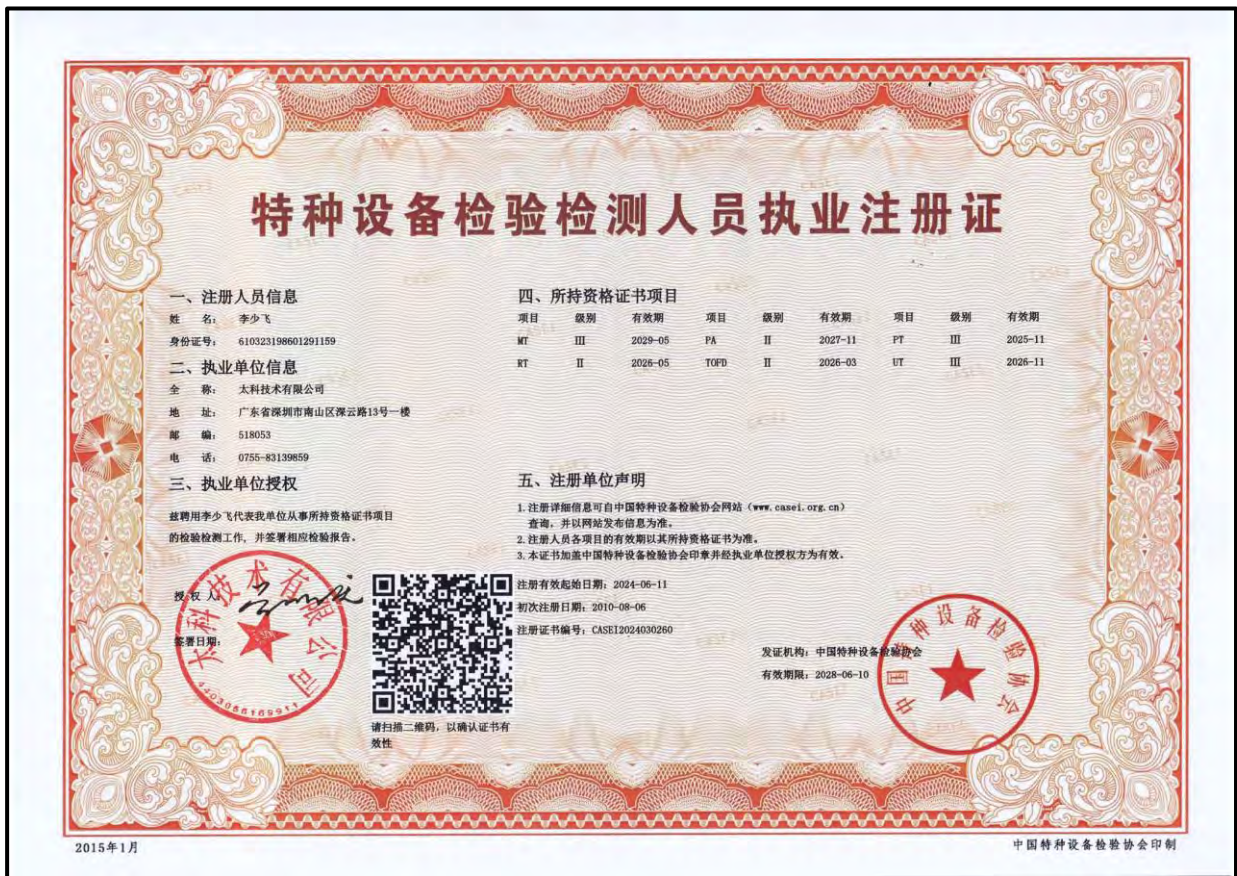 特种设备检验检测人员执业注册证
一、注册人员信息
姓 名: 李少飞
身份证号: 610323198601291159
二、执业单位信息
全 称: 太科技术有限公司
地 址: 广东省深圳市南山区深云路13号一楼
邮 编: 518053
电 话: 0755-83139859
三、执业单位授权
兹聘用李少飞代表我单位从事所持资格证书项目
的检验检测工作,并签署相应检验报告。
授 权 人:
签署日期:
太科技术有限公司
4403056169911
请扫描二维码,以确认证书有
效性
四、所持资格证书项目
项目 级别 有效期 项目 级别 有效期 项目 级别 有效期
MT III 2029-05 PA II 2027-11 PT III 2025-11
RT II 2026-05 TOFD II 2026-03 UT III 2026-11
五、注册单位声明
1.注册详细信息可自中国特种设备检验协会网站(www.casei.org.cn)
查询,并以网站发布信息为准。
2.注册人员各项目的有效期以其所持资格证书为准。
3.本证书加盖中国特种设备检验协会印章并经执业单位授权方为有效。
注册有效起始日期:2024-06-11
初次注册日期:2010-08-06
注册证书编号:CASEI2024030260
发证机构:中国特种设备检验协会
有效期限:2028-06-10
中国特种设备检验协会
2015年1月
中国特种设备检验协会印制